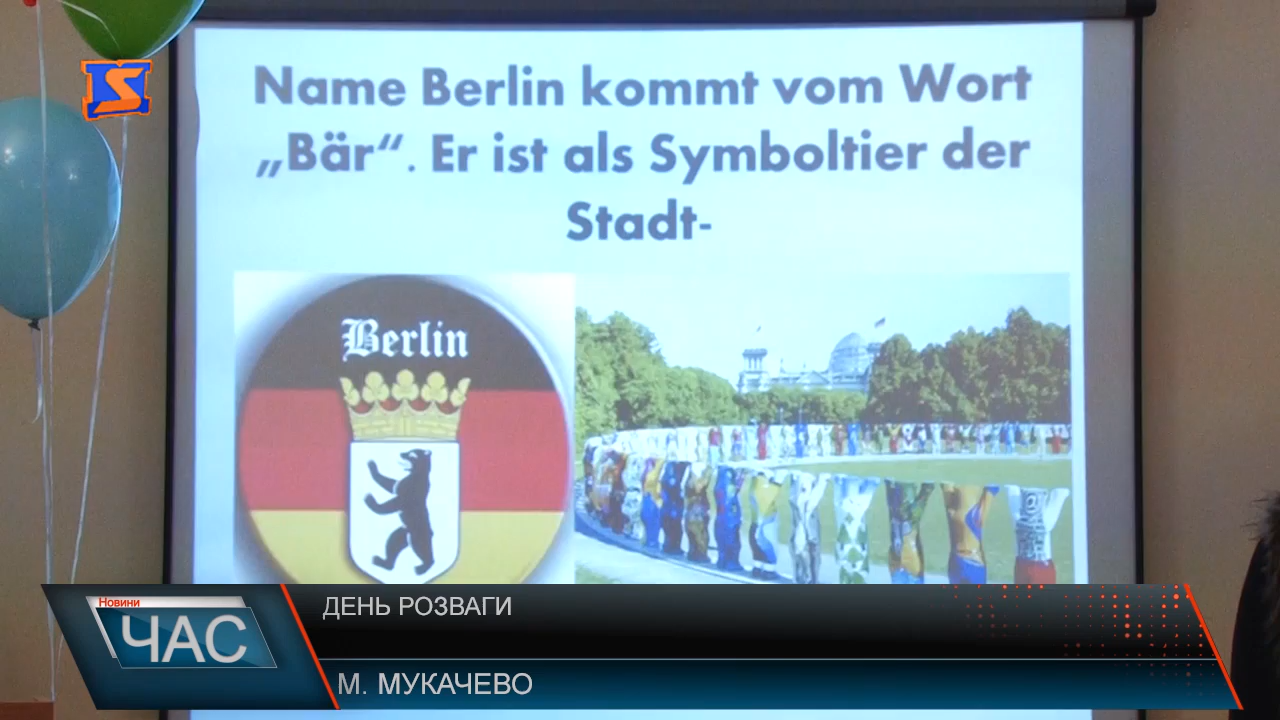 Name Berlin kommt vom Wort
„Bär“. Er ist als Symboltier der
Stadt-
Berlin
Новини
ЧАС
ДЕНЬ РОЗВАГИ
М. МУКАЧЕВО